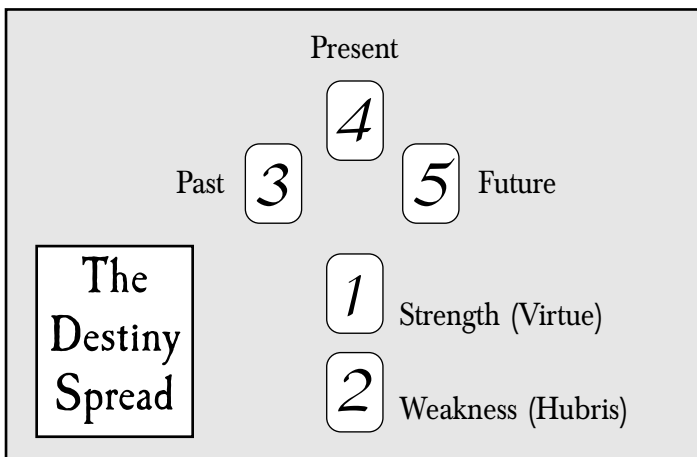 Present
4
Past 3 5 Future
1
Strength (Virtue)
2
Weakness (Hubris)
The
Destiny
Spread